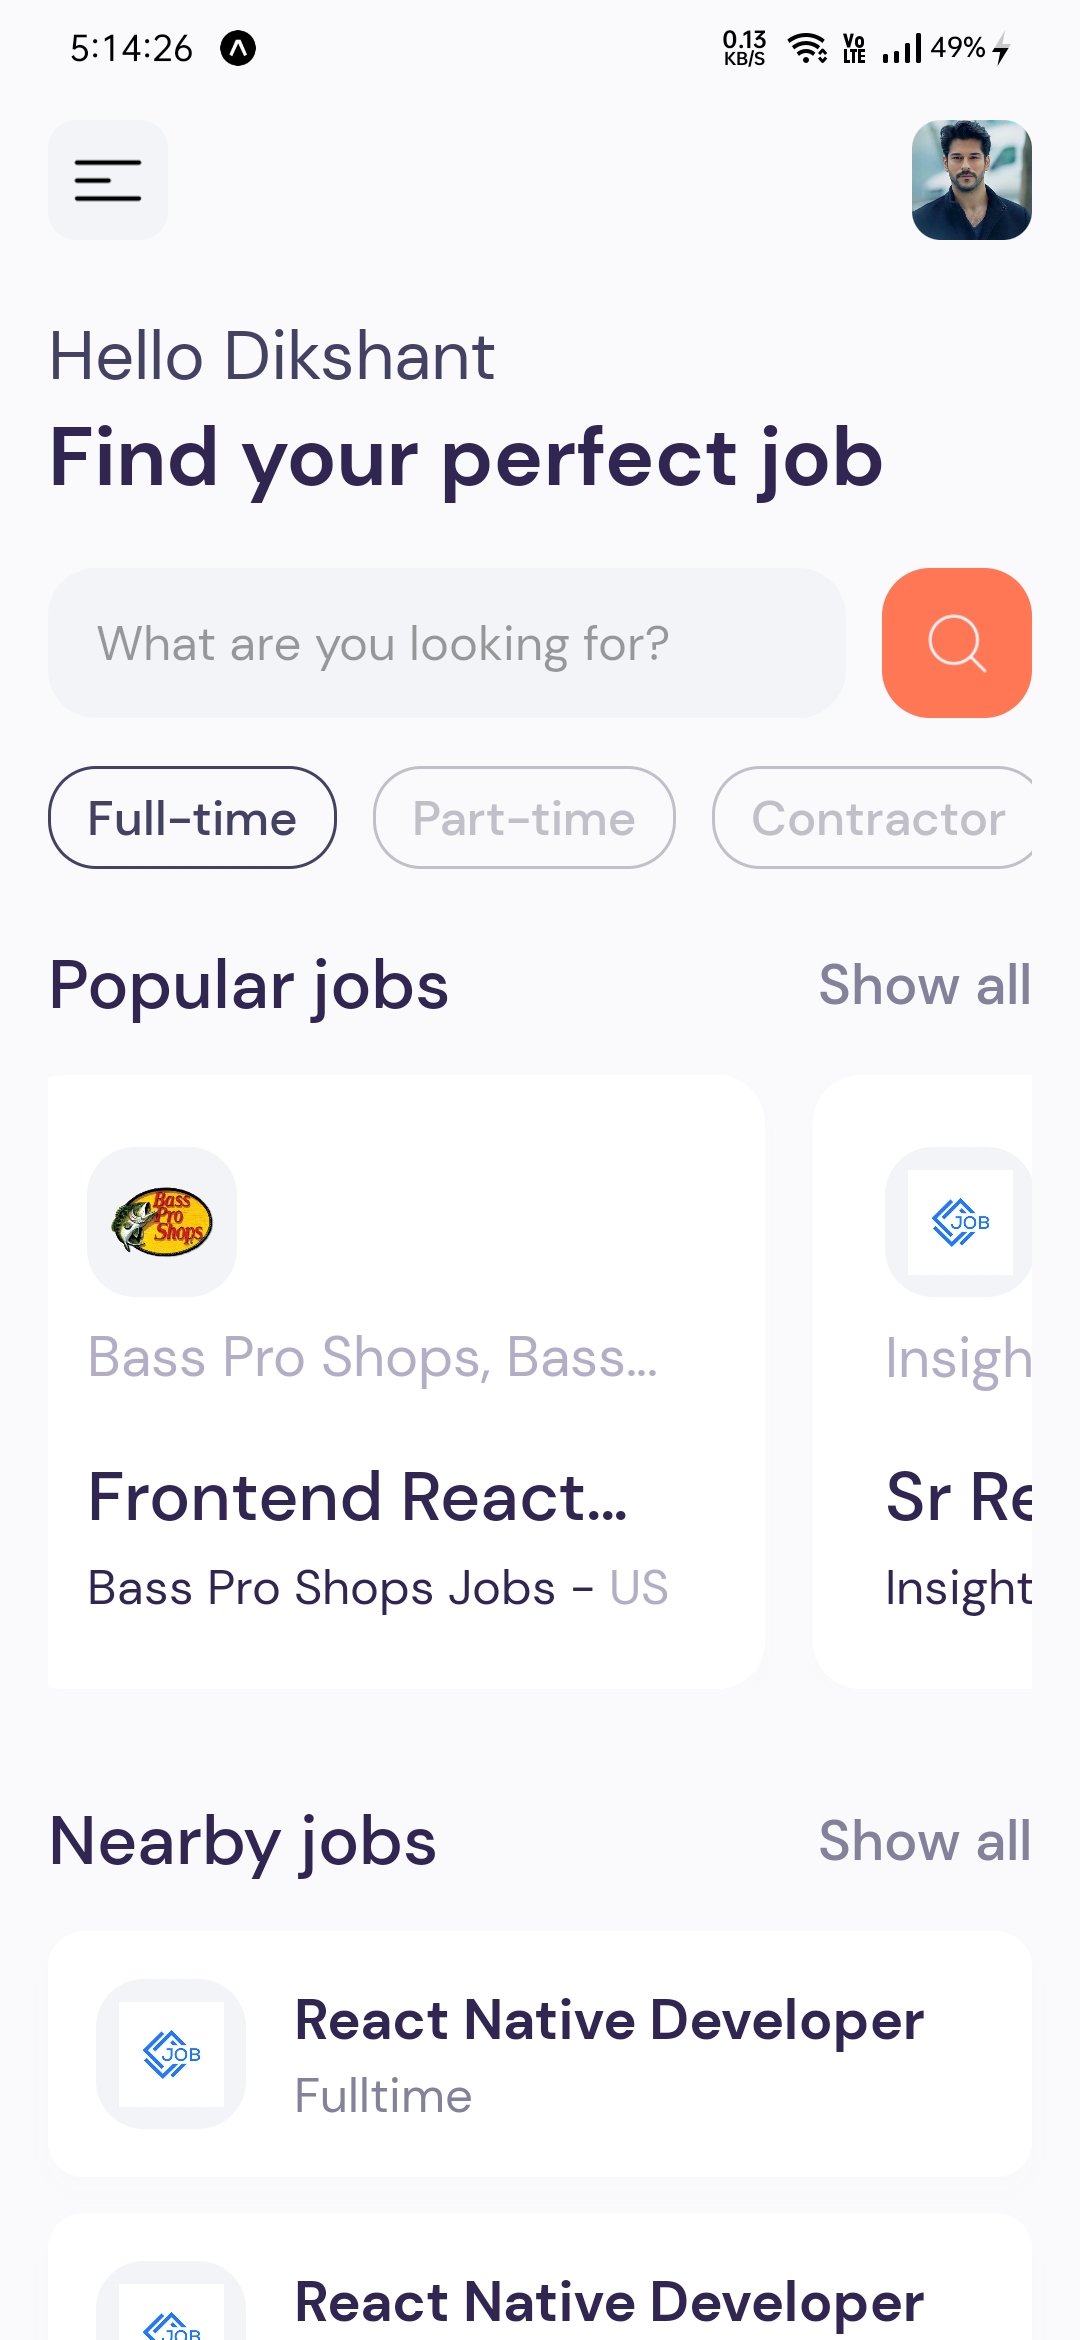 5:14:26
0.13
KB/S
Vo
LTE
49%
Hello Dikshant
Find your perfect job
What are you looking for?
Full-time Part-time Contractor
Popular jobs Show all
Bass
Pro
Shops
JOB
Bass Pro Shops, Bass...
Insigh
Frontend React...
Sr Re
Bass Pro Shops Jobs - US
Insight
Nearby jobs Show all
JOB
React Native Developer
Fulltime
JOB
React Native Developer